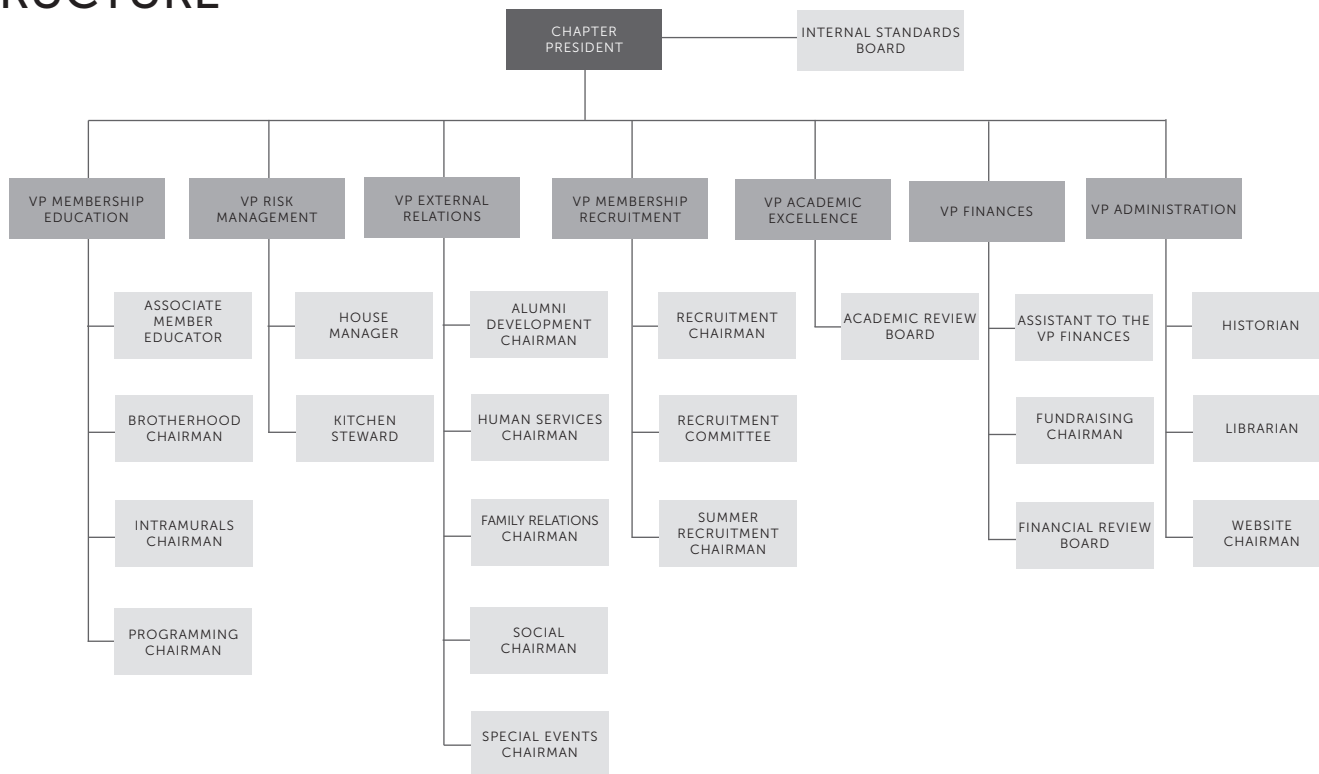 RUCTURE
CHAPTER
PRESIDENT
INTERNAL STANDARDS
BOARD
VP MEMBERSHIP
EDUCATION
VP RISK
MANAGEMENT
VP EXTERNAL
RELATIONS
VP MEMBERSHIP
RECRUITMENT
VP ACADEMIC
EXCELLENCE
VP FINANCES
VP ADMINISTRATION
ASSOCIATE
MEMBER
EDUCATOR
HOUSE
MANAGER
ALUMNI
DEVELOPMENT
CHAIRMAN
RECRUITMENT
CHAIRMAN
ACADEMIC REVIEW
BOARD
ASSISTANT TO THE
VP FINANCES
HISTORIAN
BROTHERHOOD
CHAIRMAN
KITCHEN
STEWARD
HUMAN SERVICES
CHAIRMAN
RECRUITMENT
COMMITTEE
FUNDRAISING
CHAIRMAN
LIBRARIAN
INTRAMURALS
CHAIRMAN
FAMILY RELATIONS
CHAIRMAN
SUMMER
RECRUITMENT
CHAIRMAN
FINANCIAL REVIEW
BOARD
WEBSITE
CHAIRMAN
PROGRAMMING
CHAIRMAN
SOCIAL
CHAIRMAN
SPECIAL EVENTS
CHAIRMAN